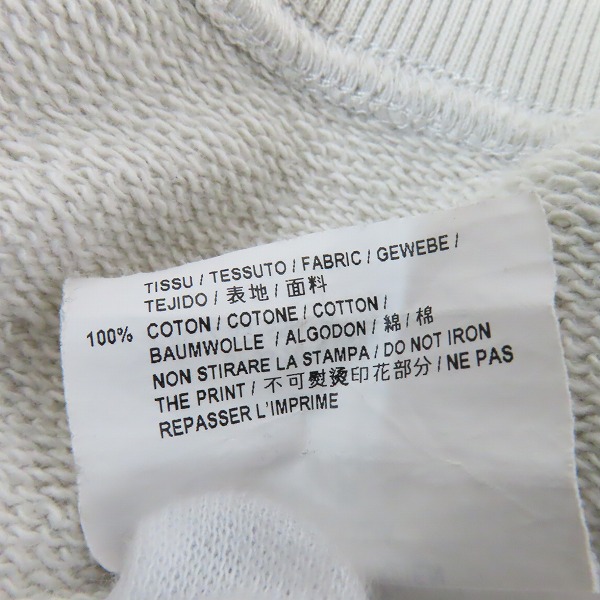 TISSU / TESSUTO / FABRIC / GEWEBE /
TEJIDO / 表地 / 面料
100% COTON / COTONE / COTTON /
BAUMWOLLE / ALGODON / 綿 / 棉
NON STIRARE LA STAMPA / DO NOT IRON
THE PRINT / 不可熨烫印花部分 / NE PAS
REPASSER L'IMPRIME